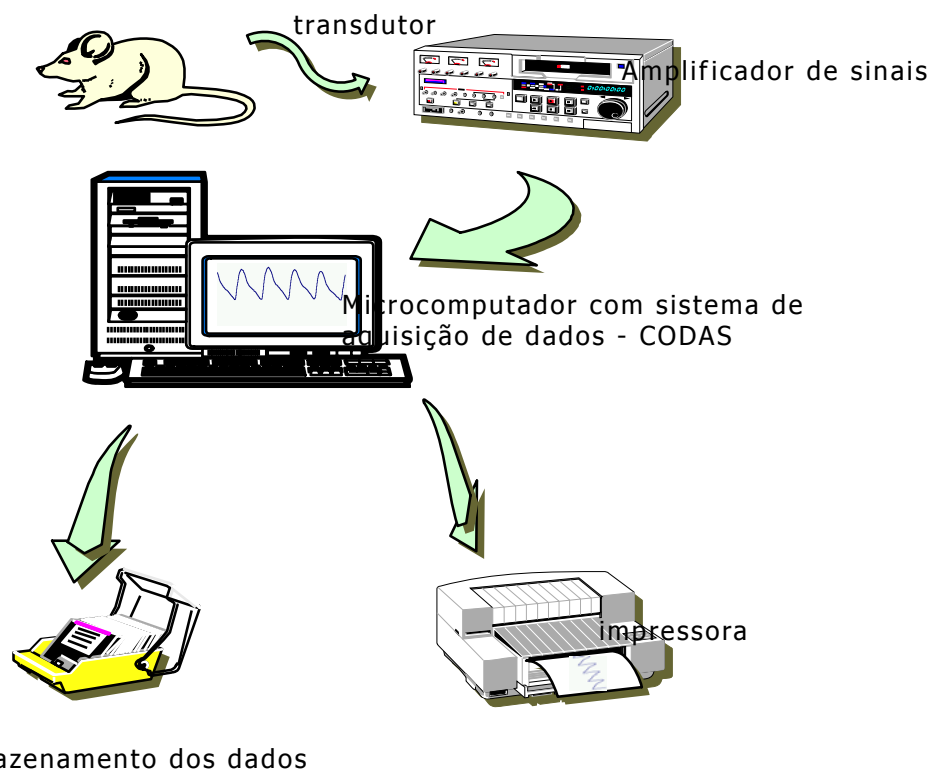 transdutor
Amplificador de sinais
Microcomputador com sistema de
aquisição de dados - CODAS
impressora
azenamento dos dados